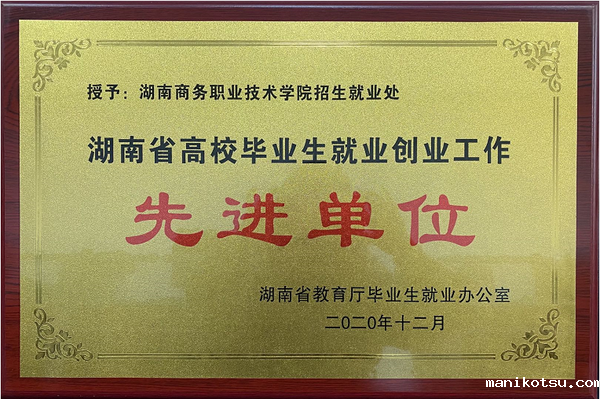 授予：湖南商务职业技术学院招生就业处
湖南省高校毕业生就业创业工作
先进单位
湖南省教育厅毕业生就业办公室
二〇二〇年十二月
manikotsu.com